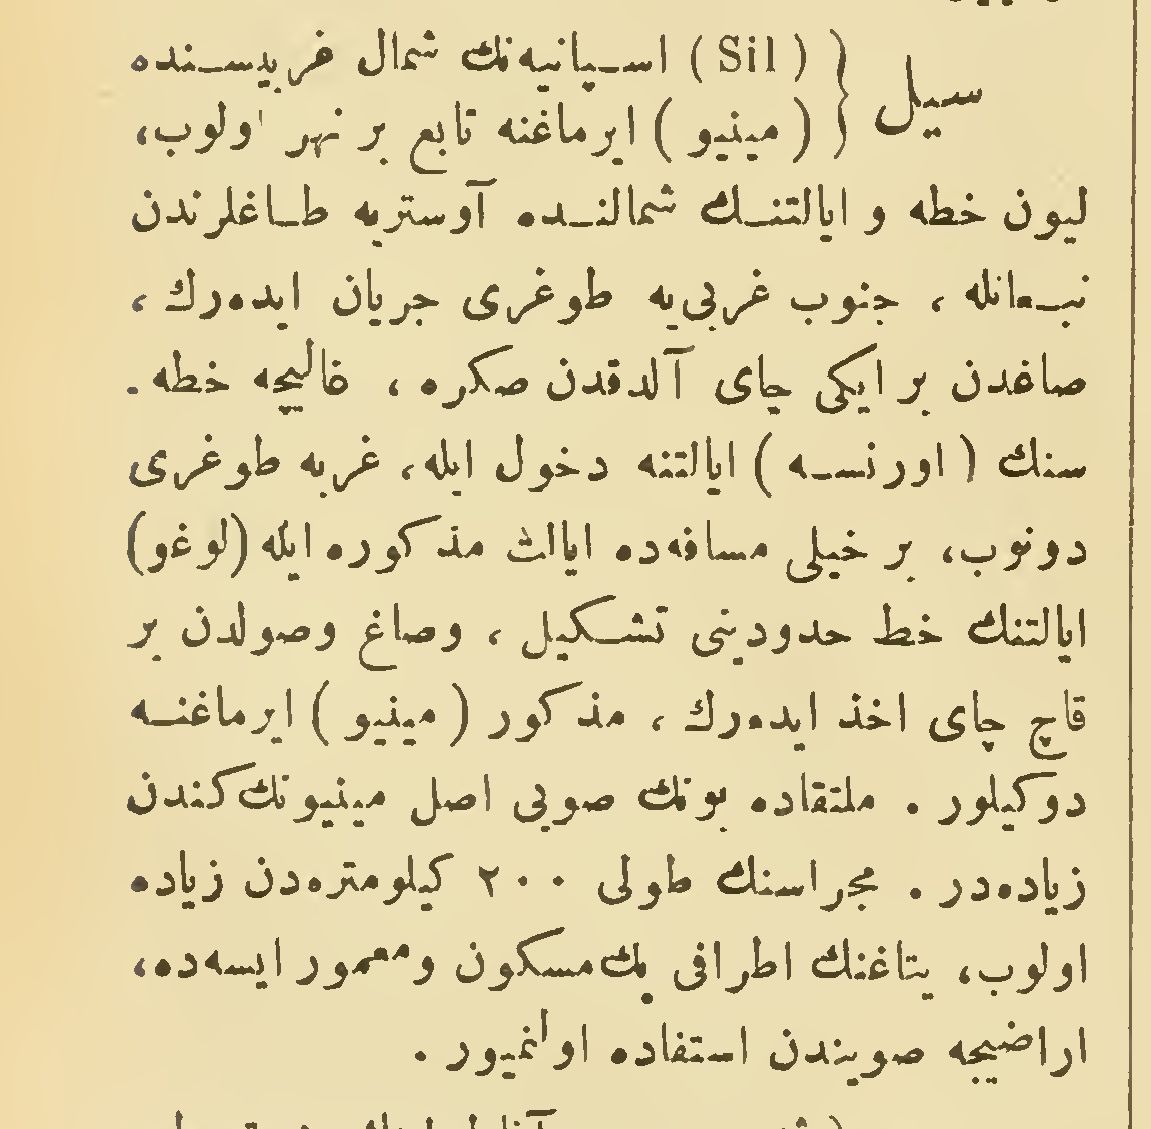 سیل { (Sil) اسپانیه‌نك شمال غربیسنده
(مینیو) ایرماغنه تابع بر نهر اولوب،
لیون خطه و ایالتنك شمالنده آوستریه طاغلرندن
نبعانله، جنوب غربی‌یه طوغری جریان ایده‌رك،
صاغدن بر ایکی چای آلدقدن صکره، غالیچه خطه‌
سنك (اورنسه) ایالتنه دخول ایله، غربه طوغری
دونوب، بر خیلی مسافه‌ده ایالت مذکوره ایله (لوغو)
ایالتنك خط حدودینی تشکیل، وصاغ وصولدن بر
قاچ چای اخذ ایده‌رك، مذکور (مینیو) ایرماغنه
دوکیلور. ملتقاده بونك صویی اصل مینیونك‌کندن
زیاده‌در. مجراسنك طولی ۲۰۰ کیلومتره‌دن زیاده
اولوب، یتاغنك اطرافی پك مسکون ومعمور ایسه‌ده،
اراضیجه صویندن استفاده اولنمیور.